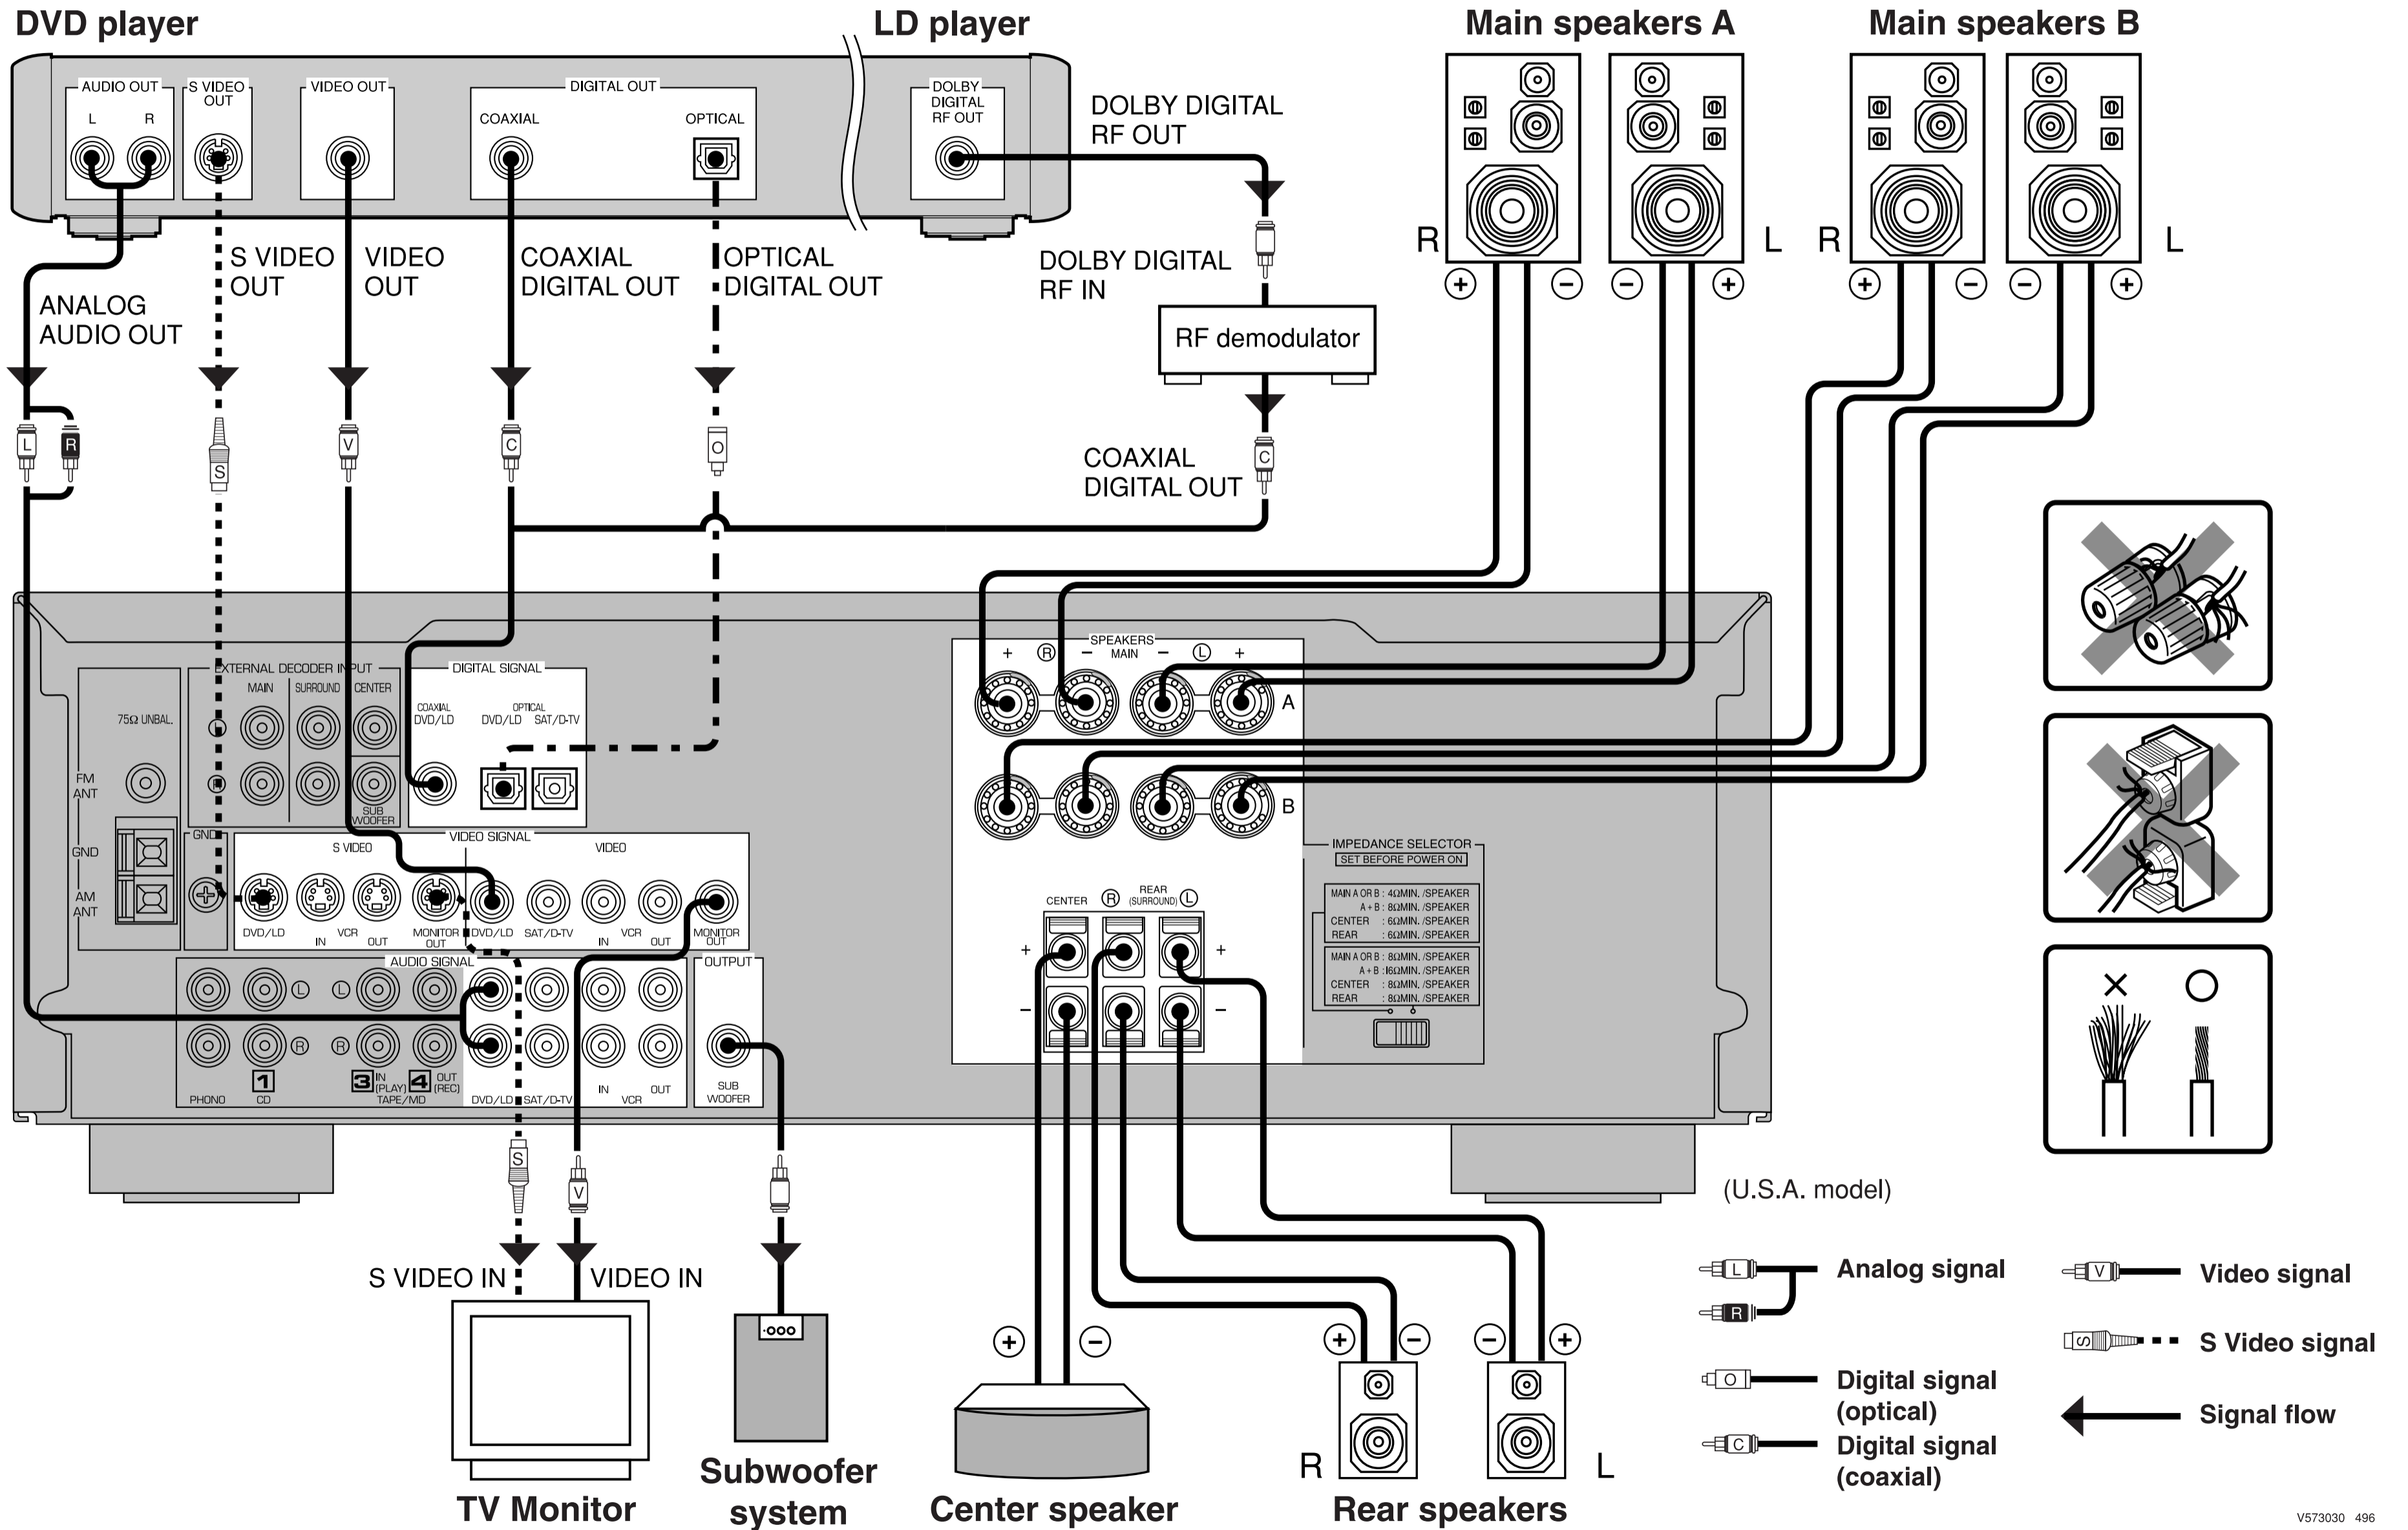 DVD player
LD player
Main speakers A
Main speakers B
AUDIO OUT
L R
S VIDEO
OUT
VIDEO OUT
DIGITAL OUT
COAXIAL
OPTICAL
DOLBY
DIGITAL
RF OUT
DOLBY DIGITAL
RF OUT
R
L
R
L
+ − − +
+ − − +
ANALOG
AUDIO OUT
S VIDEO
OUT
VIDEO
OUT
COAXIAL
DIGITAL OUT
OPTICAL
DIGITAL OUT
DOLBY DIGITAL
RF IN
RF demodulator
L R S V C O
COAXIAL
DIGITAL OUT
C
75Ω UNBAL.
FM
ANT
GND
AM
ANT
EXTERNAL DECODER INPUT
MAIN SURROUND CENTER
L
R
SUB
WOOFER
DIGITAL SIGNAL
COAXIAL
DVD/LD
OPTICAL
DVD/LD SAT/D-TV
SPEAKERS
+ R − MAIN − L +
A
B
GND
VIDEO SIGNAL
S VIDEO
VIDEO
DVD/LD
VCR
IN OUT
MONITOR
OUT
DVD/LD
SAT/D-TV
VCR
IN OUT
MONITOR
OUT
AUDIO SIGNAL
OUTPUT
L L
R R
1
3 IN
(PLAY)
4 OUT
(REC)
PHONO
CD
TAPE/MD
DVD/LD
SAT/D-TV
IN OUT
VCR
SUB
WOOFER
CENTER R REAR
(SURROUND) L
+ +
− −
IMPEDANCE SELECTOR
SET BEFORE POWER ON
MAIN A OR B : 4ΩMIN. /SPEAKER
A + B : 8ΩMIN. /SPEAKER
CENTER : 6ΩMIN. /SPEAKER
REAR : 6ΩMIN. /SPEAKER
MAIN A OR B : 8ΩMIN. /SPEAKER
A + B : 16ΩMIN. /SPEAKER
CENTER : 8ΩMIN. /SPEAKER
REAR : 8ΩMIN. /SPEAKER
S
V
S VIDEO IN
VIDEO IN
TV Monitor
Subwoofer
system
+ −
Center speaker
+ − − +
R
L
Rear speakers
(U.S.A. model)
L
R
Analog signal
O
Digital signal
(optical)
C
Digital signal
(coaxial)
V
Video signal
S
S Video signal
Signal flow
V573030 496